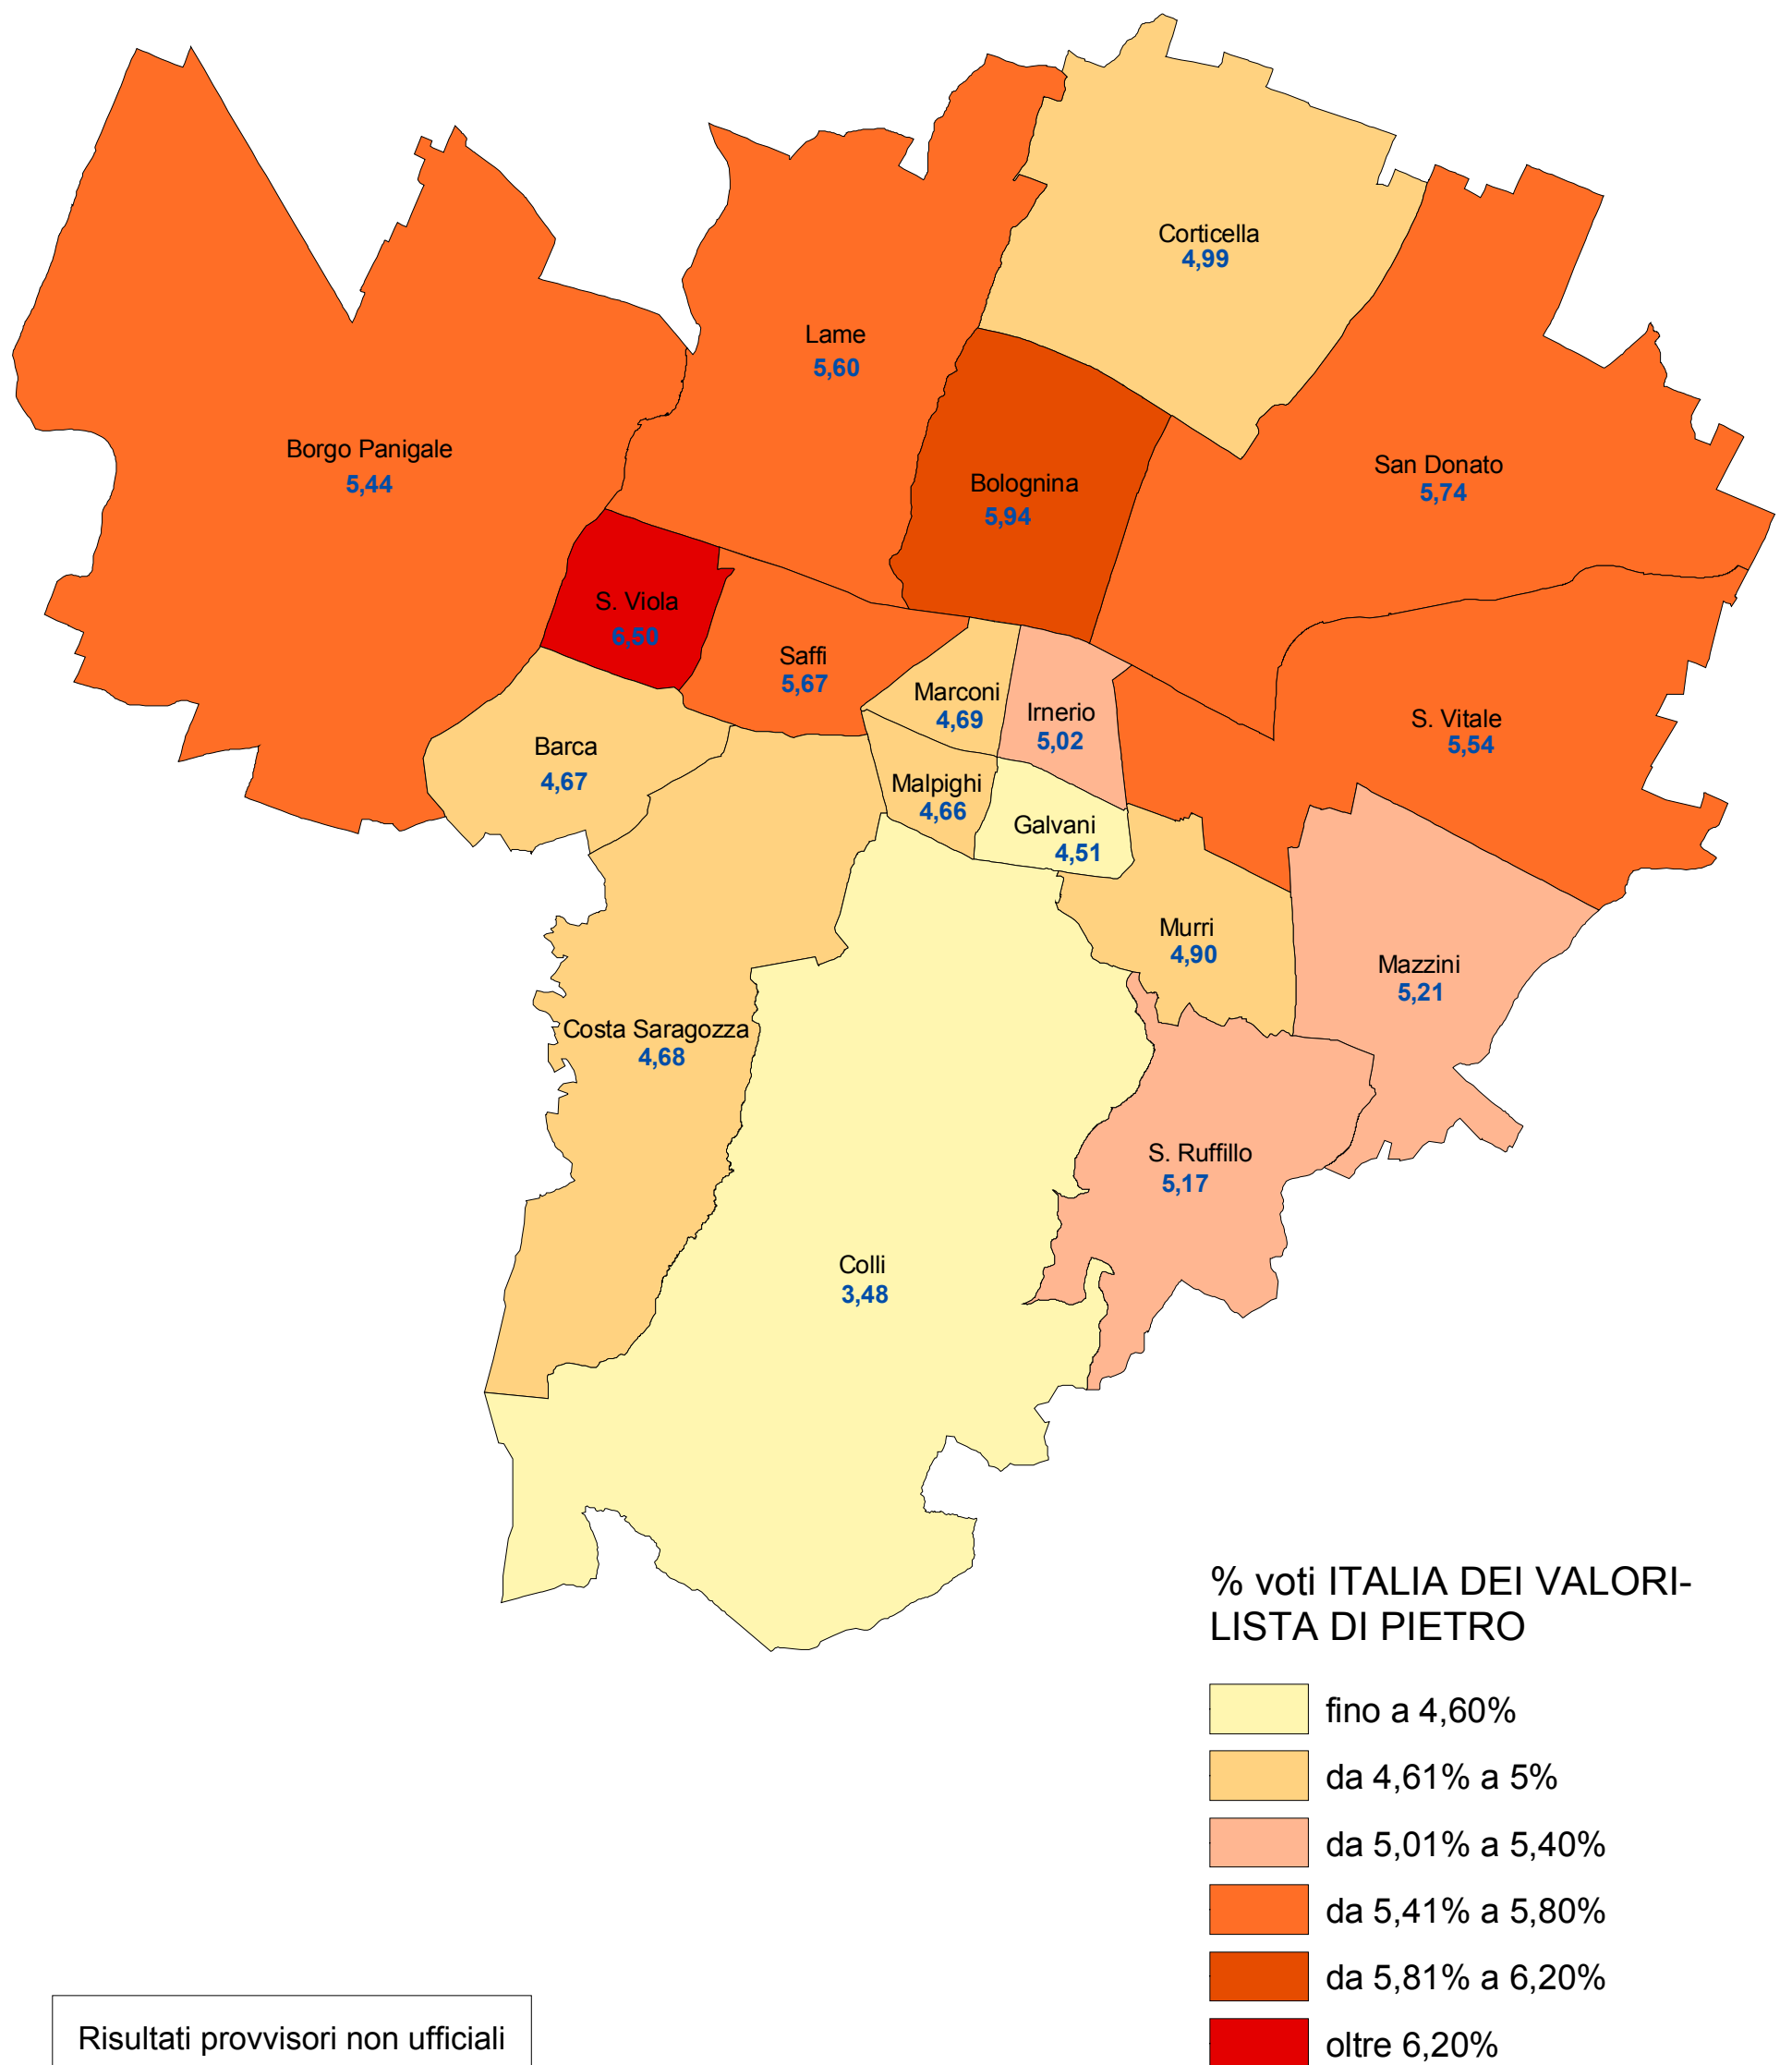 Corticella
4,99
Lame
5,60
Borgo Panigale
5,44
San Donato
5,74
Bolognina
5,94
S. Viola
6,50
Saffi
5,67
Marconi
4,69
Irnerio
5,02
S. Vitale
5,54
Barca
4,67
Malpighi
4,66
Galvani
4,51
Murri
4,90
Mazzini
5,21
Costa Saragozza
4,68
S. Ruffillo
5,17
Colli
3,48
% voti ITALIA DEI VALORI-
LISTA DI PIETRO
fino a 4,60%
da 4,61% a 5%
da 5,01% a 5,40%
da 5,41% a 5,80%
da 5,81% a 6,20%
oltre 6,20%
Risultati provvisori non ufficiali